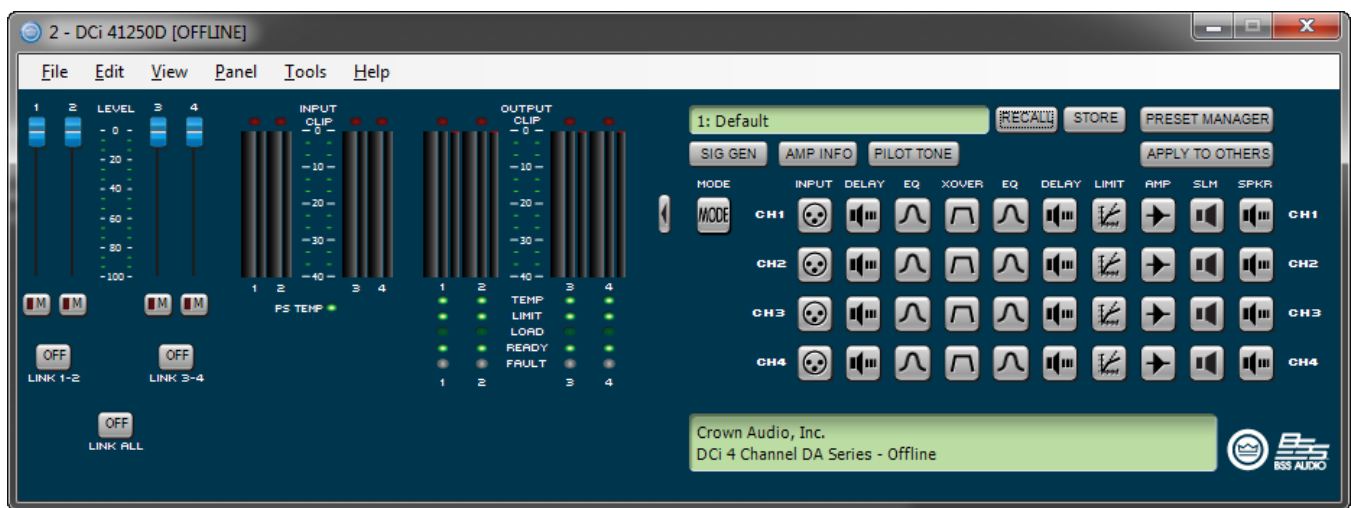 2 - DCi 41250D [OFFLINE]
File Edit View Panel Tools Help
1 2 LEVEL 3 4
- 0 -
- 20 -
- 40 -
- 60 -
- 80 -
-100-
M M M M
OFF OFF
LINK 1-2 LINK 3-4
OFF
LINK ALL
INPUT
CLIP
-0-
-10-
-20-
-30-
-40-
1 2 3 4
PS TEMP
OUTPUT
CLIP
-0-
-10-
-20-
-30-
-40-
1 2 3 4
TEMP
LIMIT
LOAD
READY
FAULT
1 2 3 4
1: Default RECALL STORE PRESET MANAGER
SIG GEN AMP INFO PILOT TONE APPLY TO OTHERS
MODE INPUT DELAY EQ XOVER EQ DELAY LIMIT AMP SLM SPKR
MODE CH1 CH1
CH2 CH2
CH3 CH3
CH4 CH4
Crown Audio, Inc.
DCi 4 Channel DA Series - Offline
BSS
BSS AUDIO